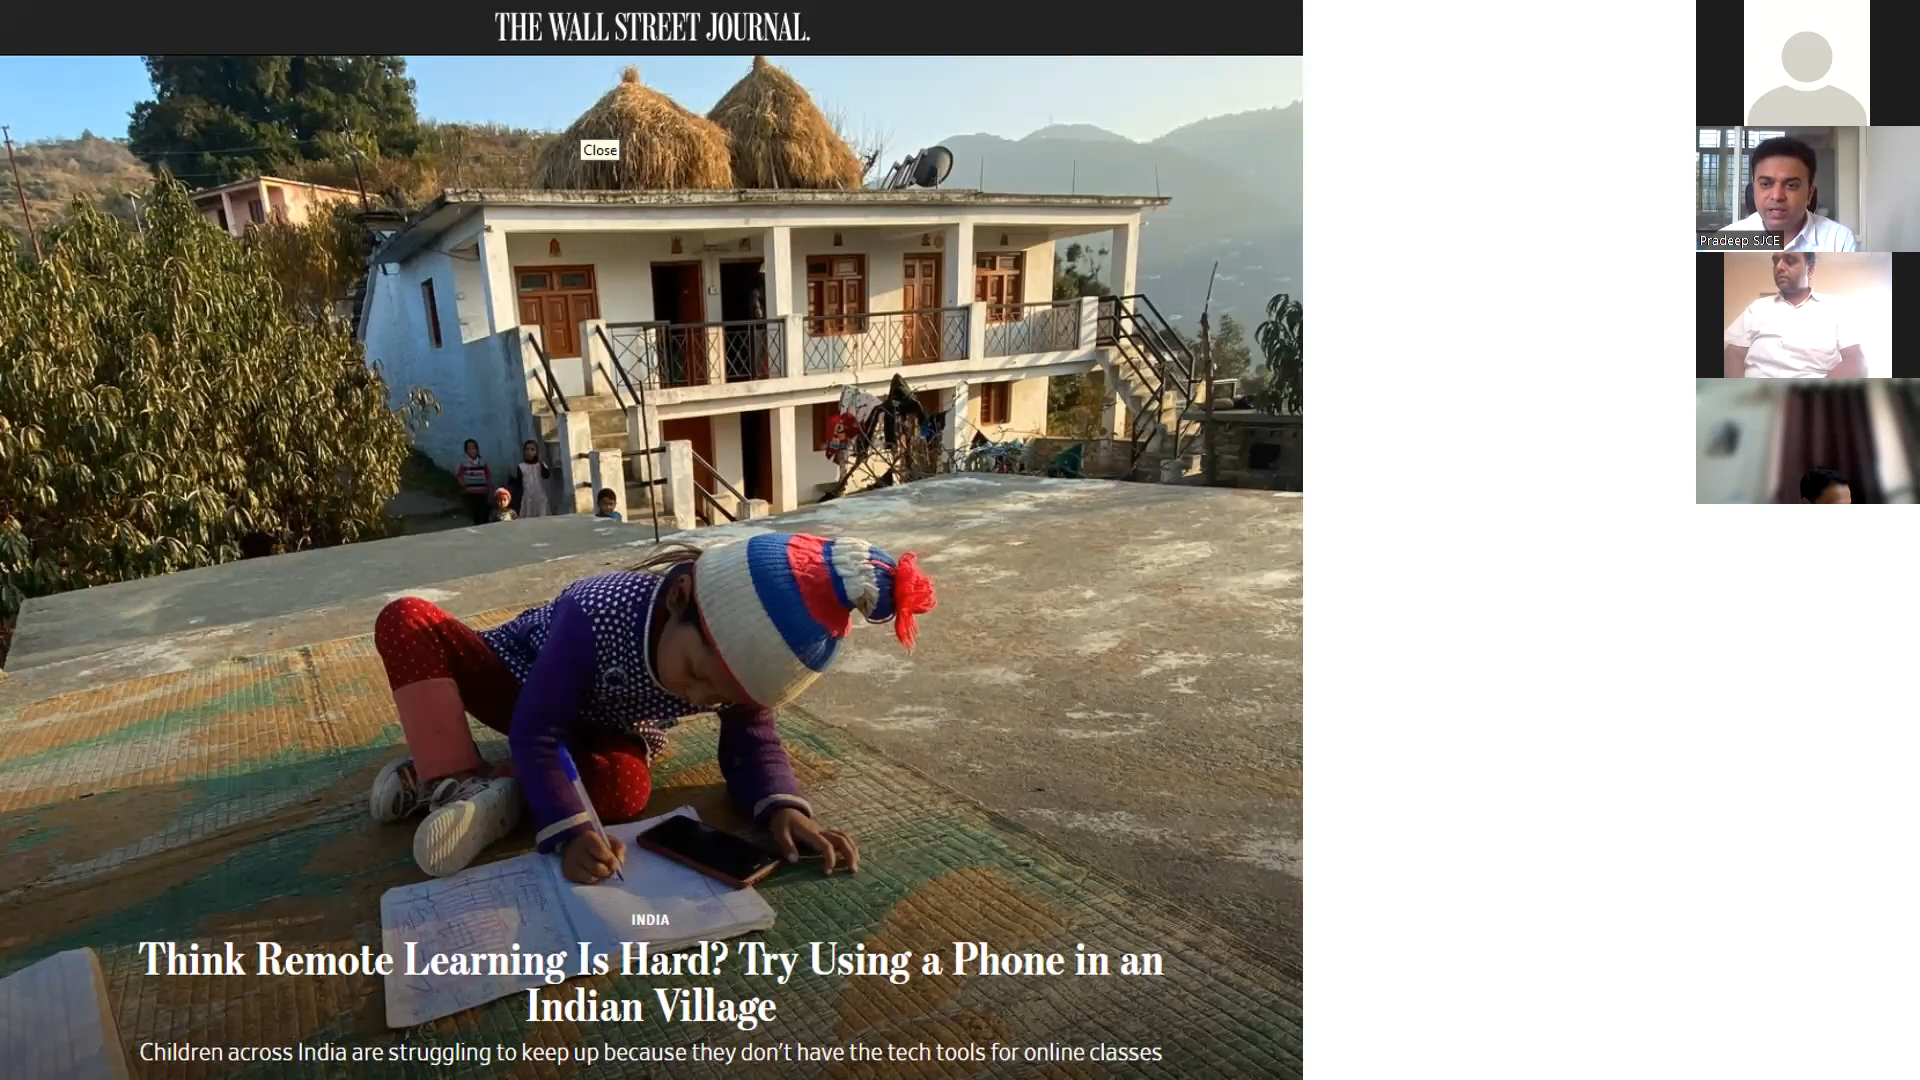 THE WALL STREET JOURNAL.
Close
Pradeep SJCE
INDIA
Think Remote Learning Is Hard? Try Using a Phone in an
Indian Village
Children across India are struggling to keep up because they don't have the tech tools for online classes